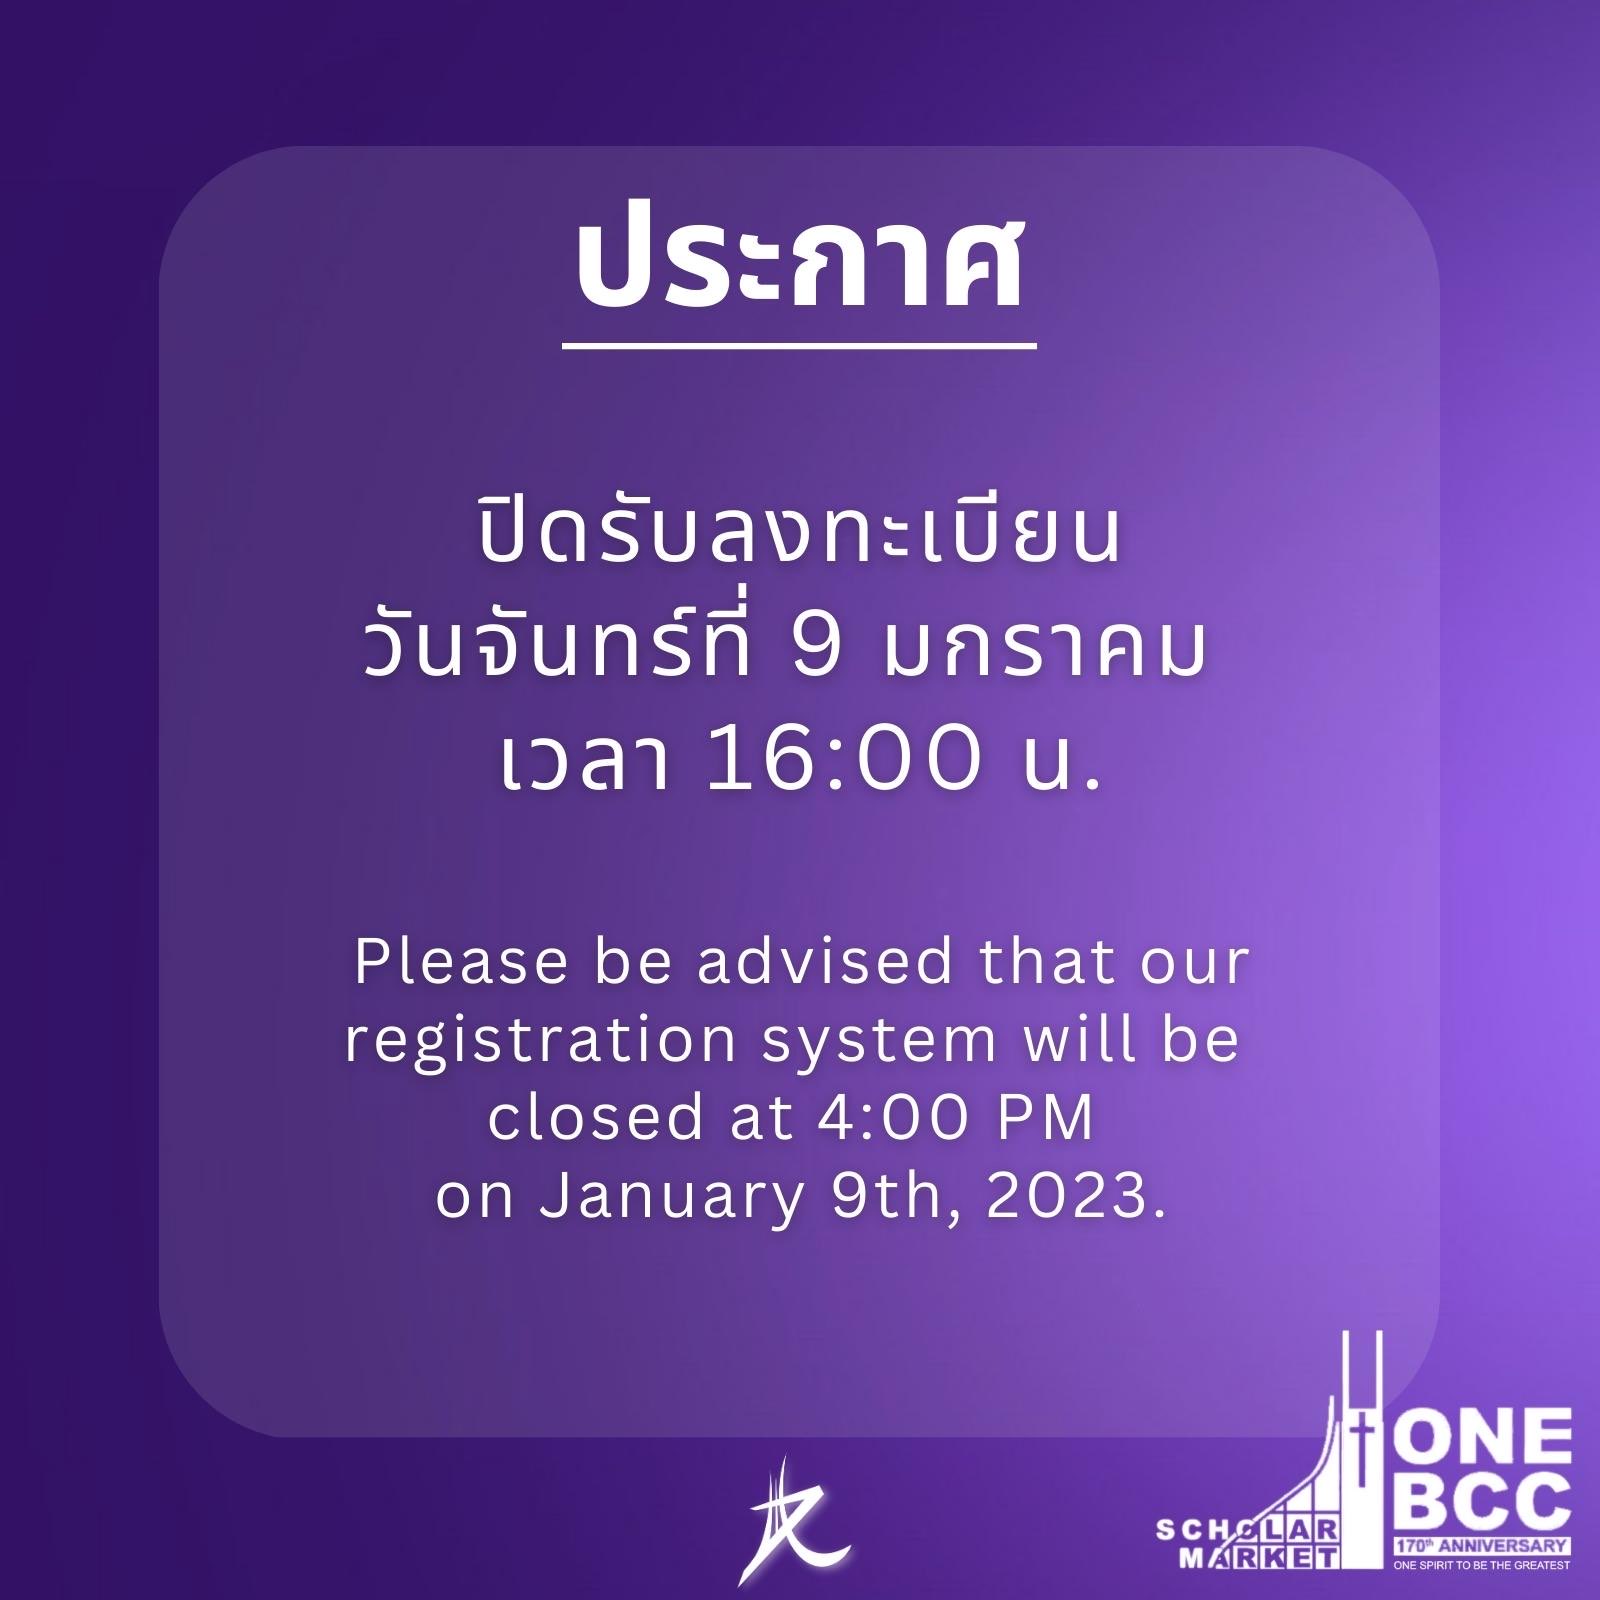 ประกาศ
ปิดรับลงทะเบียน
วันจันทร์ที่ 9 มกราคม
เวลา 16:00 น.
Please be advised that our
registration system will be
closed at 4:00 PM
on January 9th, 2023.
SCHOLAR
MARKET
ONE
BCC
170th ANNIVERSARY
ONE SPIRIT TO BE THE GREATEST